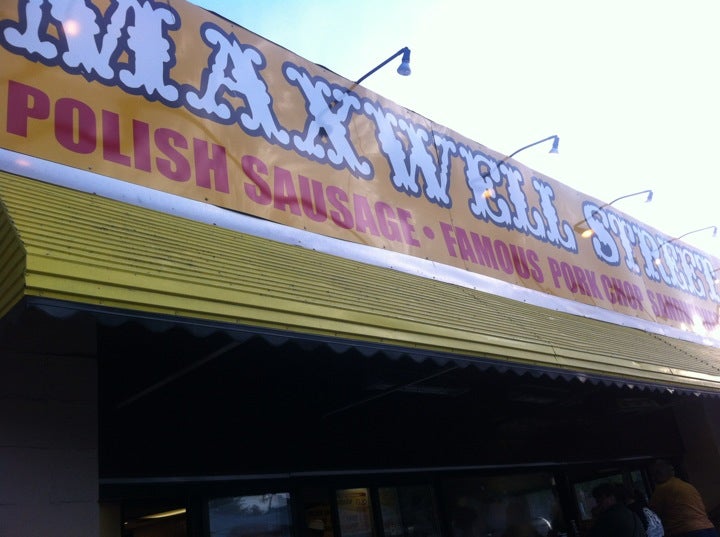 MAXWELL STREET
POLISH SAUSAGE • FAMOUS PORK CHOP